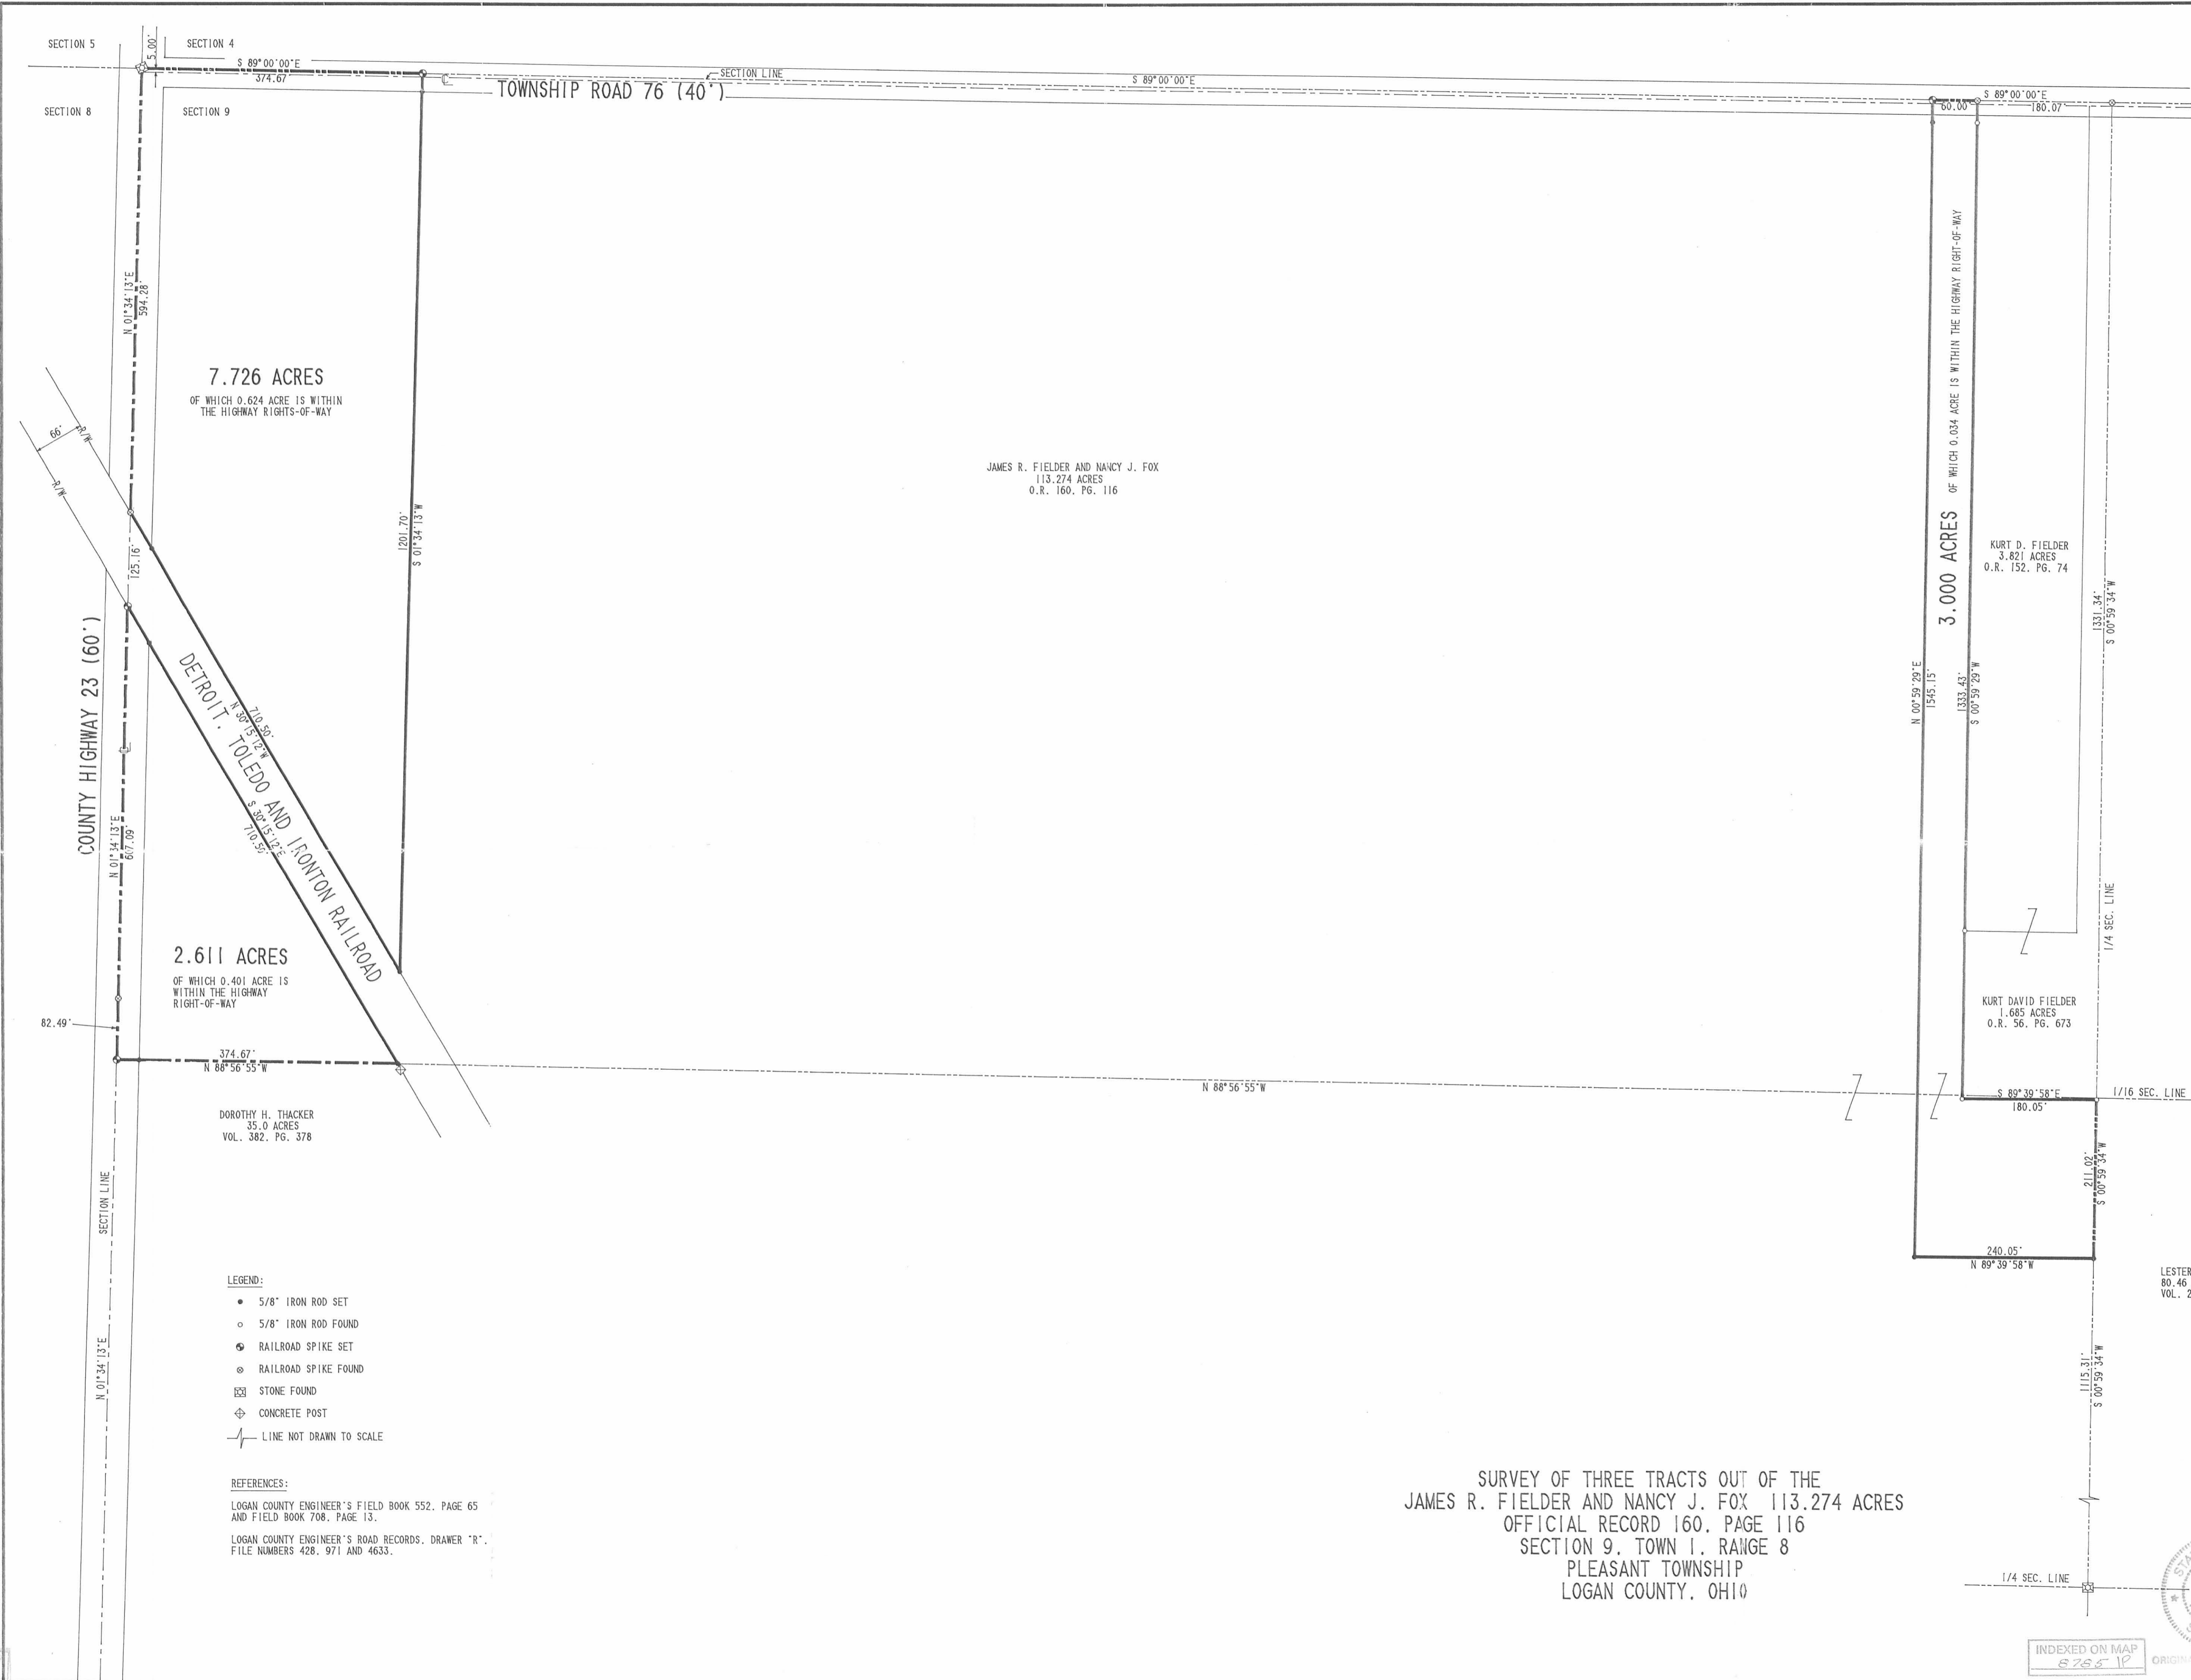 SECTION 5
SECTION 4
5.00'
S 89°00'00"E
374.67
SECTION LINE
TOWNSHIP ROAD 76 (40')
S 89°00'00"E
S 89°00'00"E
60.00'
180.07'
SECTION 8
SECTION 9
N 01°34'13"E
594.28'
7.726 ACRES
OF WHICH 0.624 ACRE IS WITHIN
THE HIGHWAY RIGHTS-OF-WAY
66'
R/W
R/W
125.16'
1201.70'
S 01°34'13"W
JAMES R. FIELDER AND NANCY J. FOX
113.274 ACRES
O.R. 160, PG. 116
3.000 ACRES OF WHICH 0.034 ACRE IS WITHIN THE HIGHWAY RIGHT-OF-WAY
KURT D. FIELDER
3.821 ACRES
O.R. 152, PG. 74
1331.34'
S 00°59'34"W
N 00°59'29"E
1545.15'
1333.43'
S 00°59'29"W
COUNTY HIGHWAY 23 (60')
DETROIT, TOLEDO AND IRONTON RAILROAD
710.50'
N 30°15'12"W
S 30°15'12"E
710.50'
N 01°34'13"E
607.09'
1/4 SEC. LINE
2.611 ACRES
OF WHICH 0.401 ACRE IS
WITHIN THE HIGHWAY
RIGHT-OF-WAY
82.49'
374.67'
N 88°56'55"W
N 88°56'55"W
KURT DAVID FIELDER
1.685 ACRES
O.R. 56, PG. 673
S 89°39'58"E
180.05'
1/16 SEC. LINE
DOROTHY H. THACKER
35.0 ACRES
VOL. 382, PG. 378
SECTION LINE
N 01°34'13"E
211.02'
S 00°59'34"W
240.05'
N 89°39'58"W
LESTER
80.46
VOL. 2
1115.31'
S 00°59'34"W
LEGEND:
5/8" IRON ROD SET
5/8" IRON ROD FOUND
RAILROAD SPIKE SET
RAILROAD SPIKE FOUND
STONE FOUND
CONCRETE POST
LINE NOT DRAWN TO SCALE
REFERENCES:
LOGAN COUNTY ENGINEER'S FIELD BOOK 552, PAGE 65
AND FIELD BOOK 708, PAGE 13.
LOGAN COUNTY ENGINEER'S ROAD RECORDS, DRAWER "R",
FILE NUMBERS 428, 971 AND 4633.
SURVEY OF THREE TRACTS OUT OF THE
JAMES R. FIELDER AND NANCY J. FOX 113.274 ACRES
OFFICIAL RECORD 160, PAGE 116
SECTION 9, TOWN 1, RANGE 8
PLEASANT TOWNSHIP
LOGAN COUNTY, OHIO
1/4 SEC. LINE
INDEXED ON MAP
8785 1P